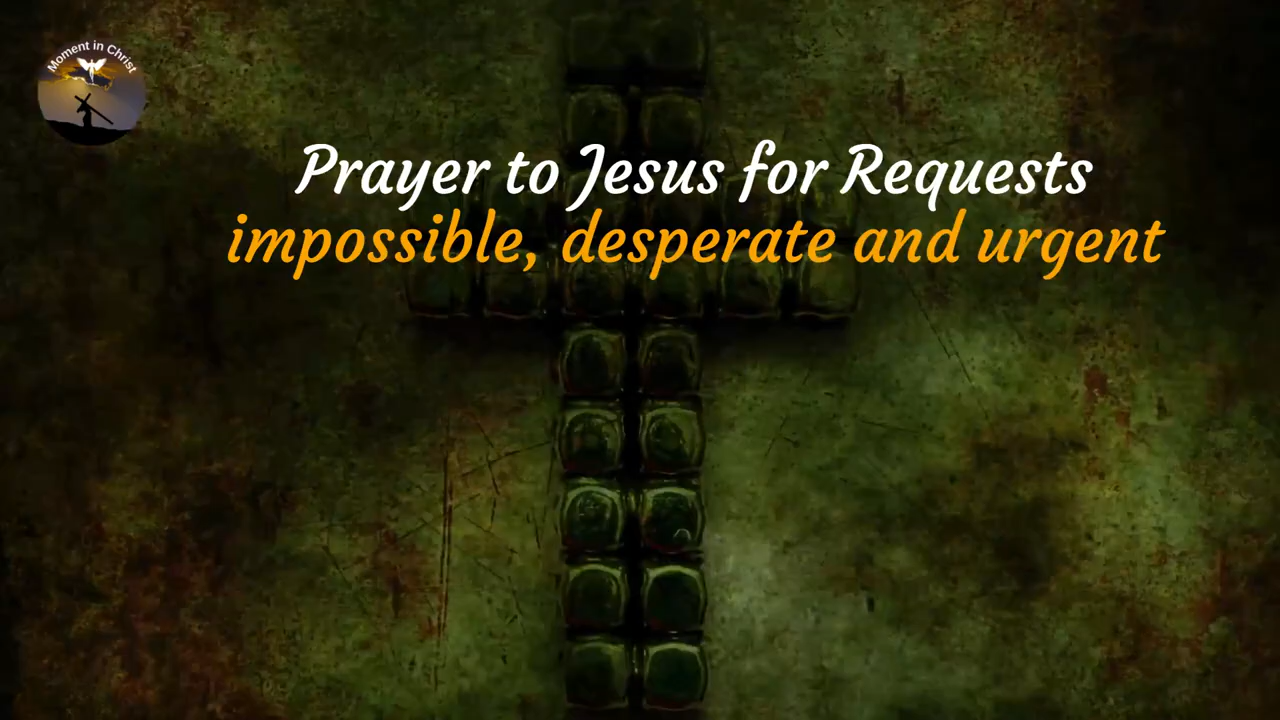 Moment in Christ
Prayer to Jesus for Requests
impossible, desperate and urgent